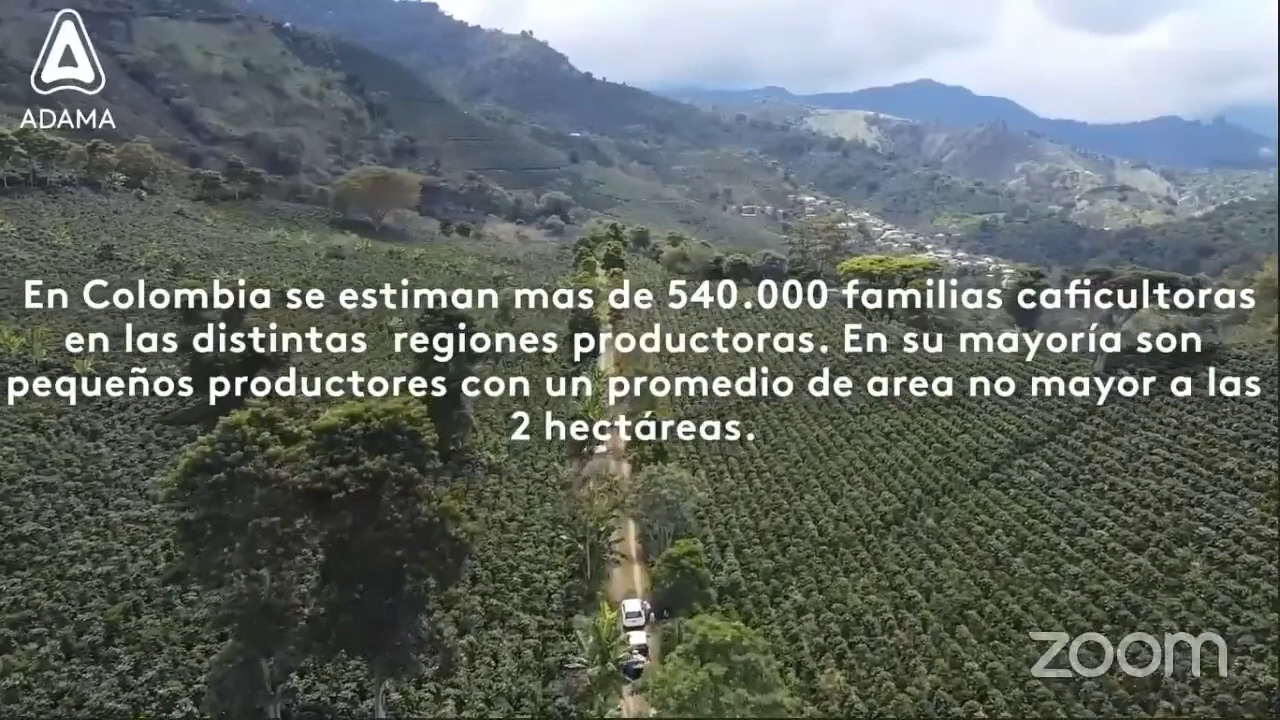 ADAMA
En Colombia se estiman mas de 540.000 familias caficultoras
en las distintas regiones productoras. En su mayoría son
pequeños productores con un promedio de area no mayor a las
2 hectáreas.
zoom